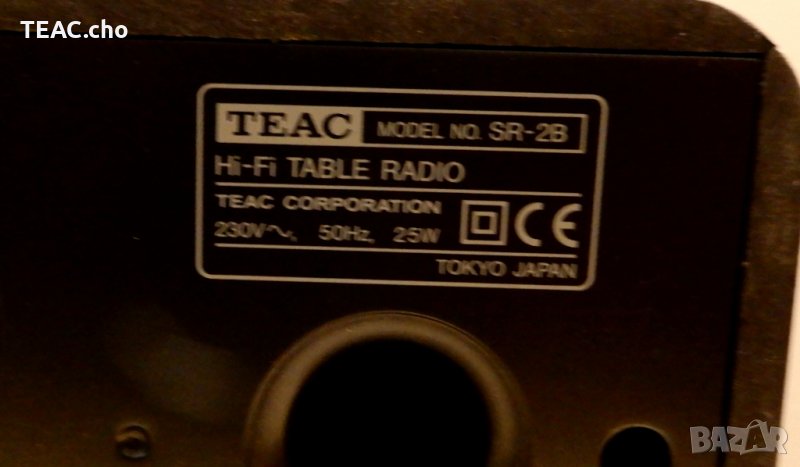 TEAC.cho
TEAC MODEL NO. SR-2B
Hi-Fi TABLE RADIO
TEAC CORPORATION
230V~, 50Hz, 25W CE
TOKYO JAPAN
BAZAR